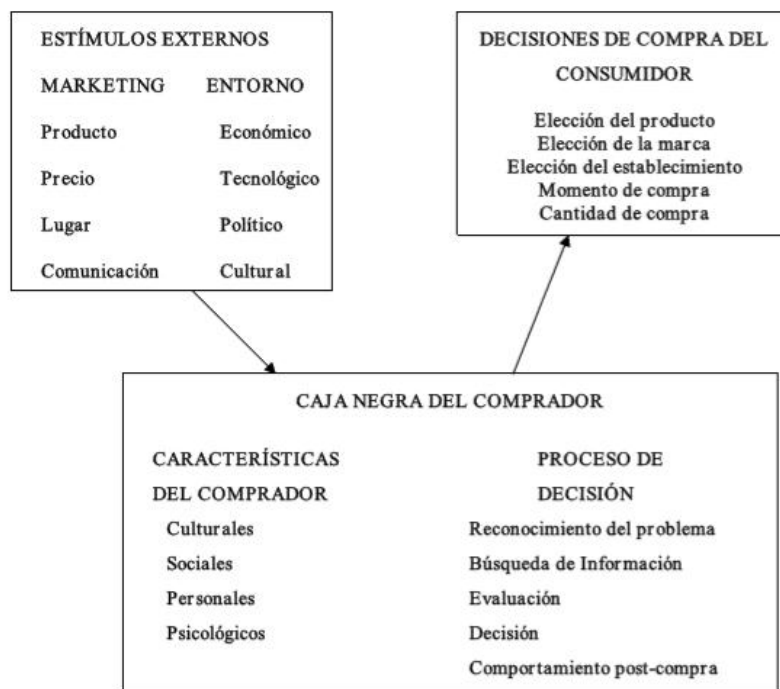 ESTÍMULOS EXTERNOS
MARKETING ENTORNO
Producto Económico
Precio Tecnológico
Lugar Político
Comunicación Cultural
DECISIONES DE COMPRA DEL
CONSUMIDOR
Elección del producto
Elección de la marca
Elección del establecimiento
Momento de compra
Cantidad de compra
CAJA NEGRA DEL COMPRADOR
CARACTERÍSTICAS PROCESO DE
DEL COMPRADOR DECISIÓN
Culturales Reconocimiento del problema
Sociales Búsqueda de Información
Personales Evaluación
Psicológicos Decisión
Comportamiento post-compra